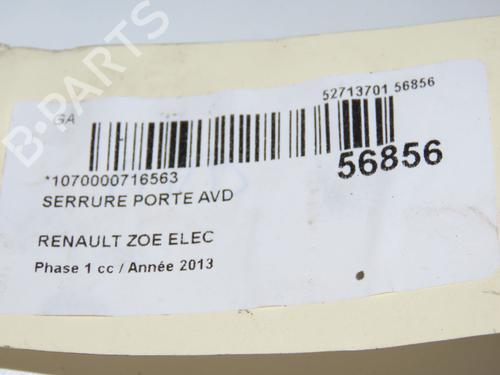 52713701 56856
GA
*1070000716563
56856
SERRURE PORTE AVD
RENAULT ZOE ELEC
Phase 1 cc / Année 2013
B-PARTS